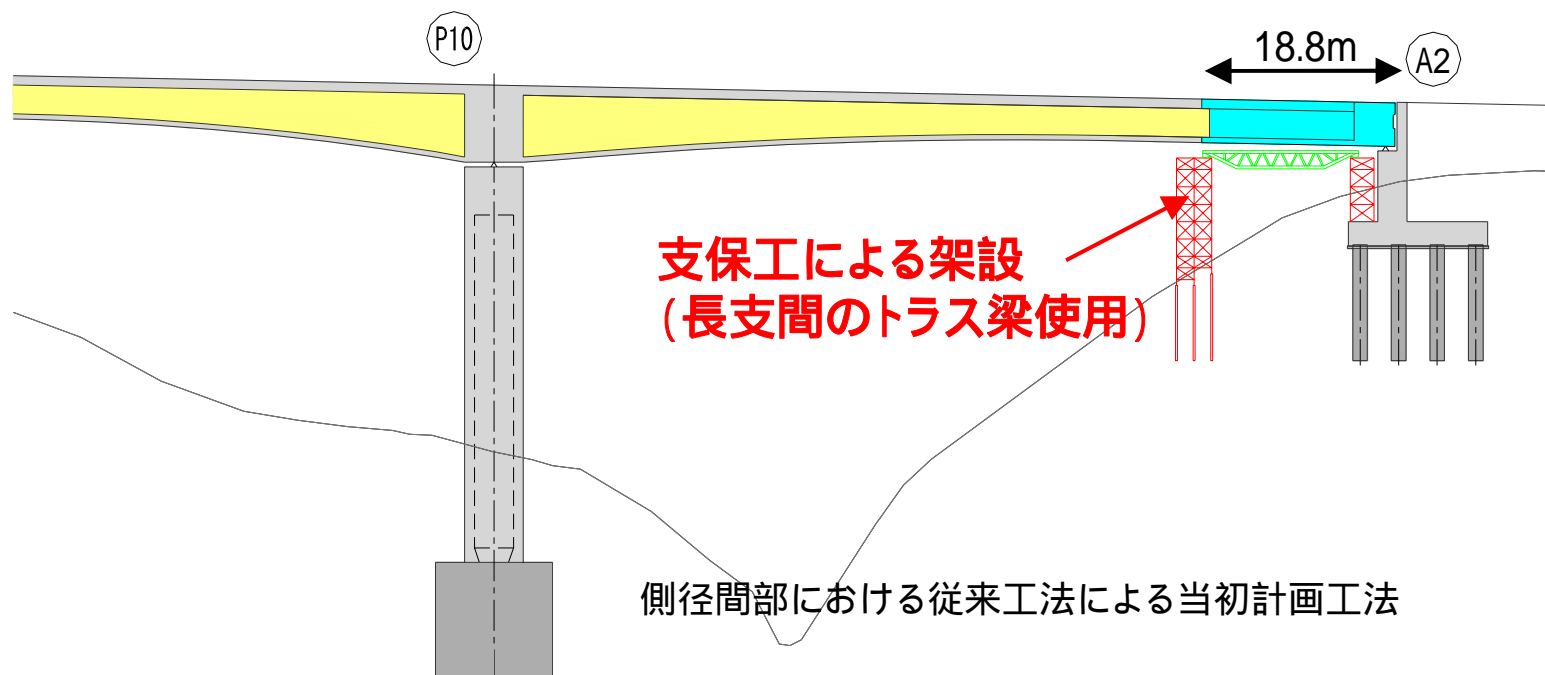 P10
18.8m
A2
支保工による架設
(長支間のトラス梁使用)
側径間部における従来工法による当初計画工法